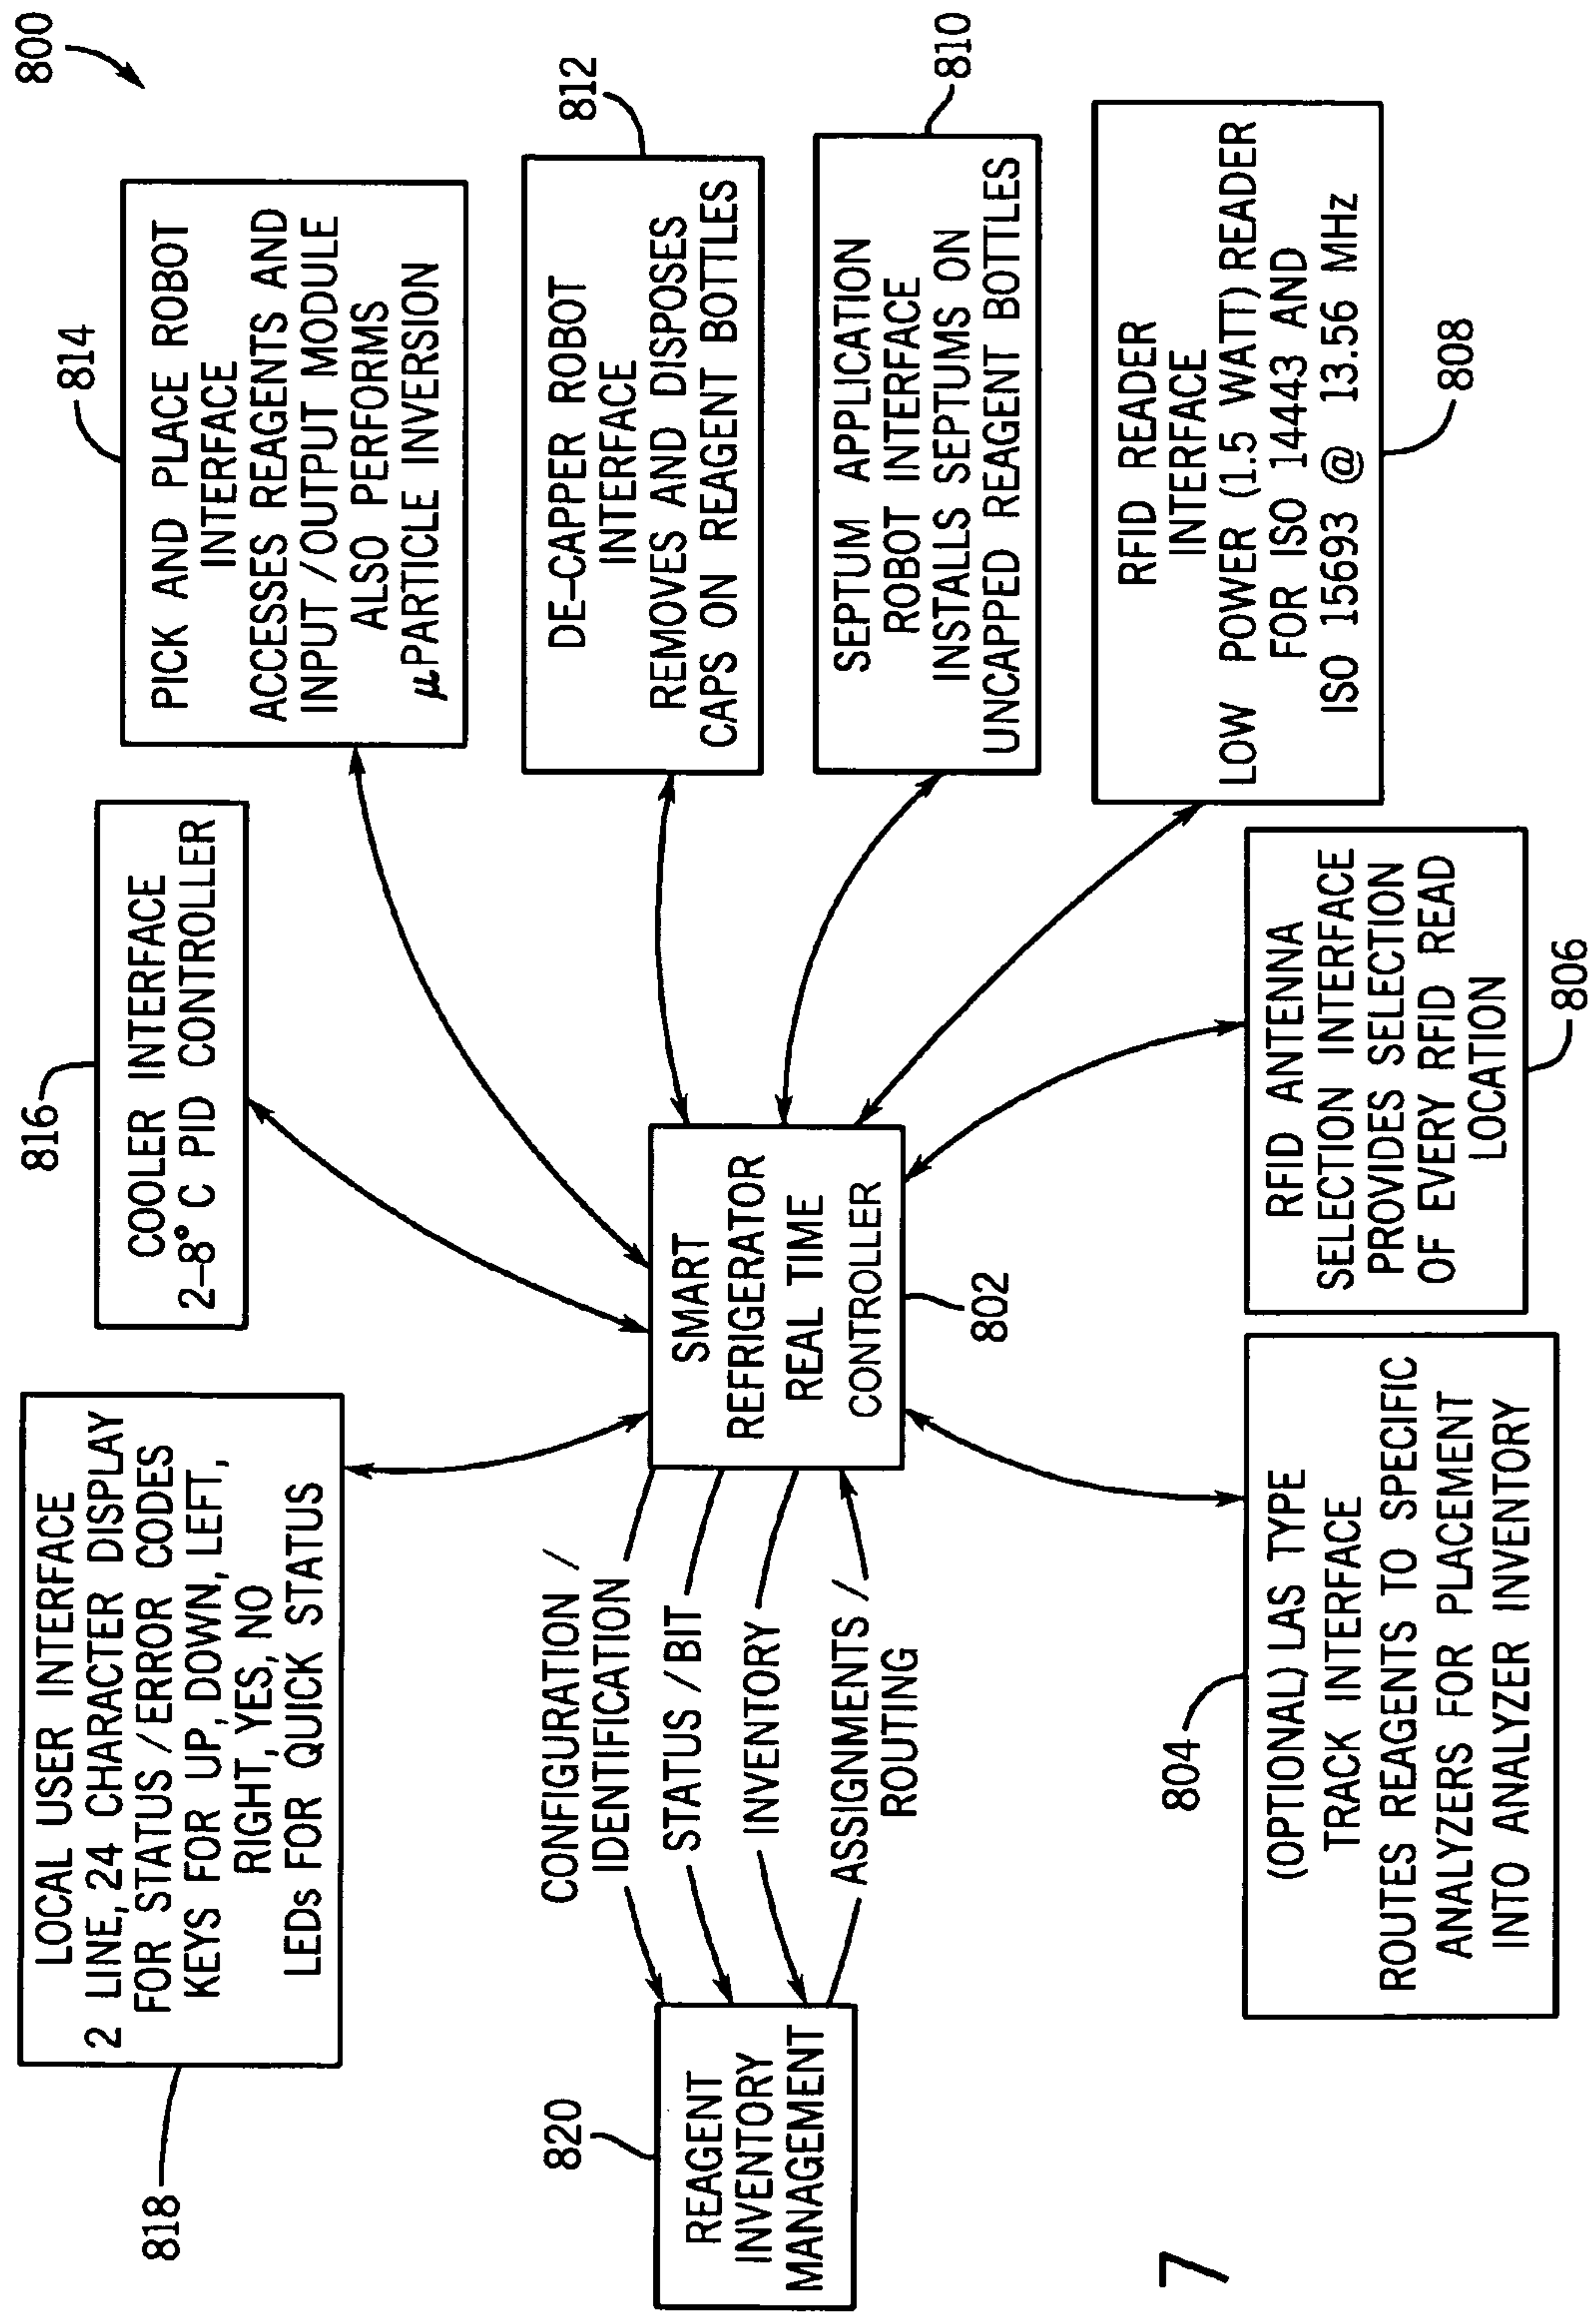 800
818
LOCAL USER INTERFACE
2 LINE, 24 CHARACTER DISPLAY
FOR STATUS/ERROR CODES
KEYS FOR UP, DOWN, LEFT,
RIGHT, YES, NO
LEDs FOR QUICK STATUS
816
COOLER INTERFACE
2-8° C PID CONTROLLER
814
PICK AND PLACE ROBOT
INTERFACE
ACCESSES REAGENTS AND
INPUT/OUTPUT MODULE
ALSO PERFORMS
µPARTICLE INVERSION
812
DE-CAPPER ROBOT
INTERFACE
REMOVES AND DISPOSES
CAPS ON REAGENT BOTTLES
820
REAGENT
INVENTORY
MANAGEMENT
CONFIGURATION /
IDENTIFICATION
STATUS/BIT
INVENTORY
ASSIGNMENTS /
ROUTING
SMART
REFRIGERATOR
REAL TIME
CONTROLLER
802
810
SEPTUM APPLICATION
ROBOT INTERFACE
INSTALLS SEPTUMS ON
UNCAPPED REAGENT BOTTLES
RFID READER
INTERFACE
LOW POWER (1.5 WATT) READER
FOR ISO 14443 AND
ISO 15693 @ 13.56 MHz
808
804
(OPTIONAL) LAS TYPE
TRACK INTERFACE
ROUTES REAGENTS TO SPECIFIC
ANALYZERS FOR PLACEMENT
INTO ANALYZER INVENTORY
RFID ANTENNA
SELECTION INTERFACE
PROVIDES SELECTION
OF EVERY RFID READ
LOCATION
806
7